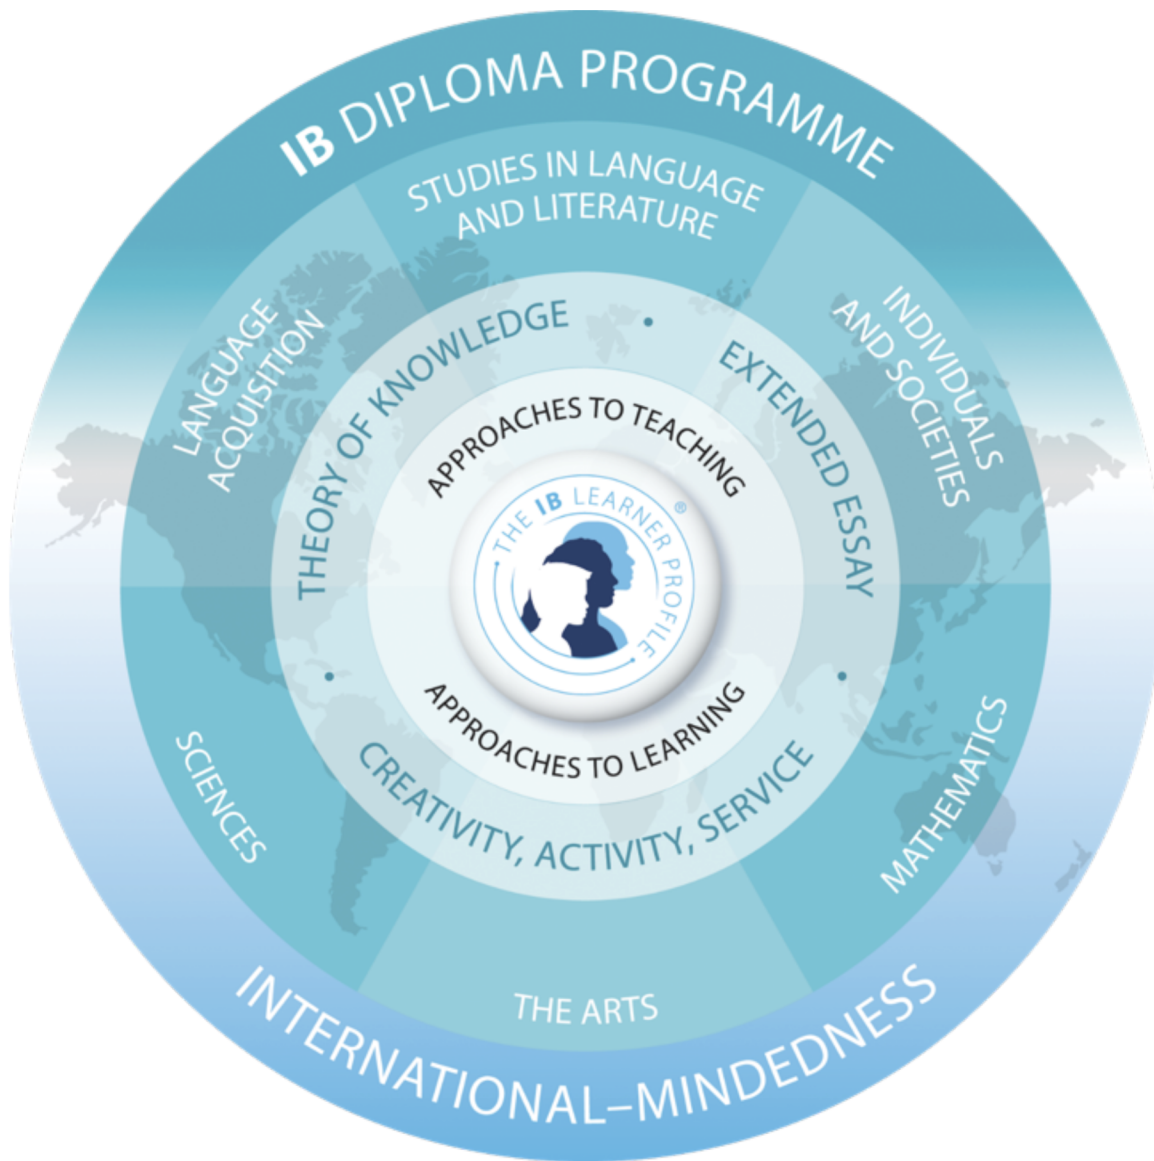 IB DIPLOMA PROGRAMME
STUDIES IN LANGUAGE
AND LITERATURE
LANGUAGE
ACQUISITION
INDIVIDUALS
AND SOCIETIES
THEORY OF KNOWLEDGE •
EXTENDED ESSAY •
APPROACHES TO TEACHING
THE IB LEARNER PROFILE ®
APPROACHES TO LEARNING
CREATIVITY, ACTIVITY, SERVICE •
SCIENCES
MATHEMATICS
THE ARTS
INTERNATIONAL–MINDEDNESS